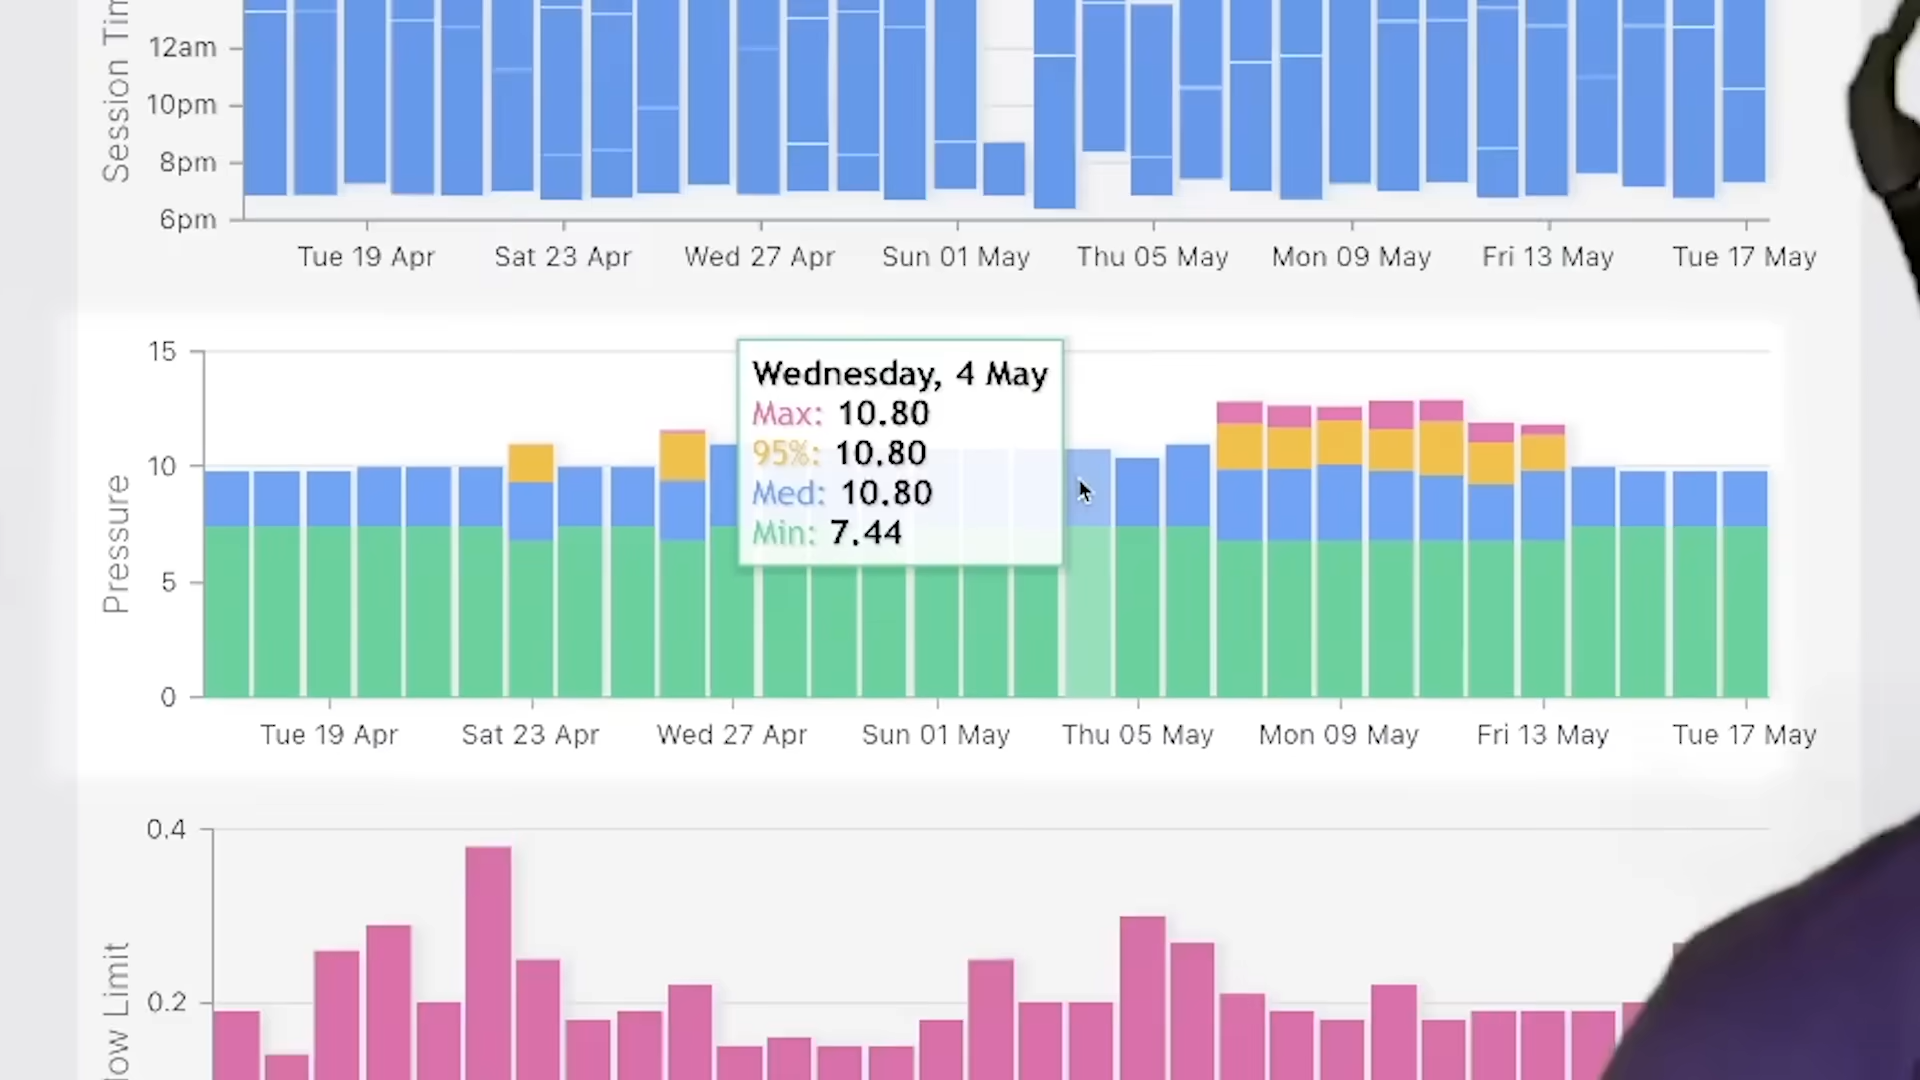 Session Tim
12am
10pm
8pm
6pm
Tue 19 Apr Sat 23 Apr Wed 27 Apr Sun 01 May Thu 05 May Mon 09 May Fri 13 May Tue 17 May
Pressure
15
10
5
0
Wednesday, 4 May
Max: 10.80
95%: 10.80
Med: 10.80
Min: 7.44
Tue 19 Apr Sat 23 Apr Wed 27 Apr Sun 01 May Thu 05 May Mon 09 May Fri 13 May Tue 17 May
low Limit
0.4
0.2